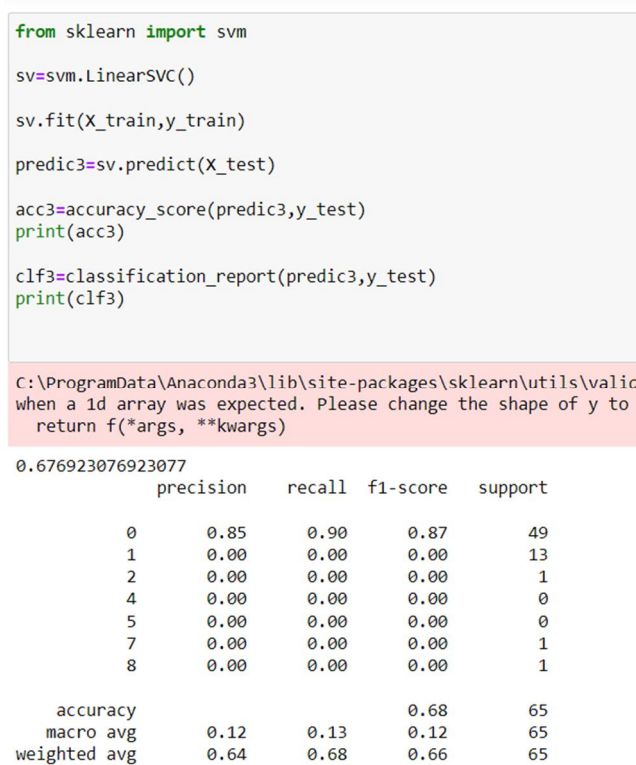 from sklearn import svm
sv=svm.LinearSVC()
sv.fit(X_train,y_train)
predic3=sv.predict(X_test)
acc3=accuracy_score(predic3,y_test)
print(acc3)
clf3=classification_report(predic3,y_test)
print(clf3)
C:\ProgramData\Anaconda3\lib\site-packages\sklearn\utils\valid
when a 1d array was expected. Please change the shape of y to
return f(*args, **kwargs)
0.676923076923077
precision recall f1-score support
0 0.85 0.90 0.87 49
1 0.00 0.00 0.00 13
2 0.00 0.00 0.00 1
4 0.00 0.00 0.00 0
5 0.00 0.00 0.00 0
7 0.00 0.00 0.00 1
8 0.00 0.00 0.00 1
accuracy 0.68 65
macro avg 0.12 0.13 0.12 65
weighted avg 0.64 0.68 0.66 65